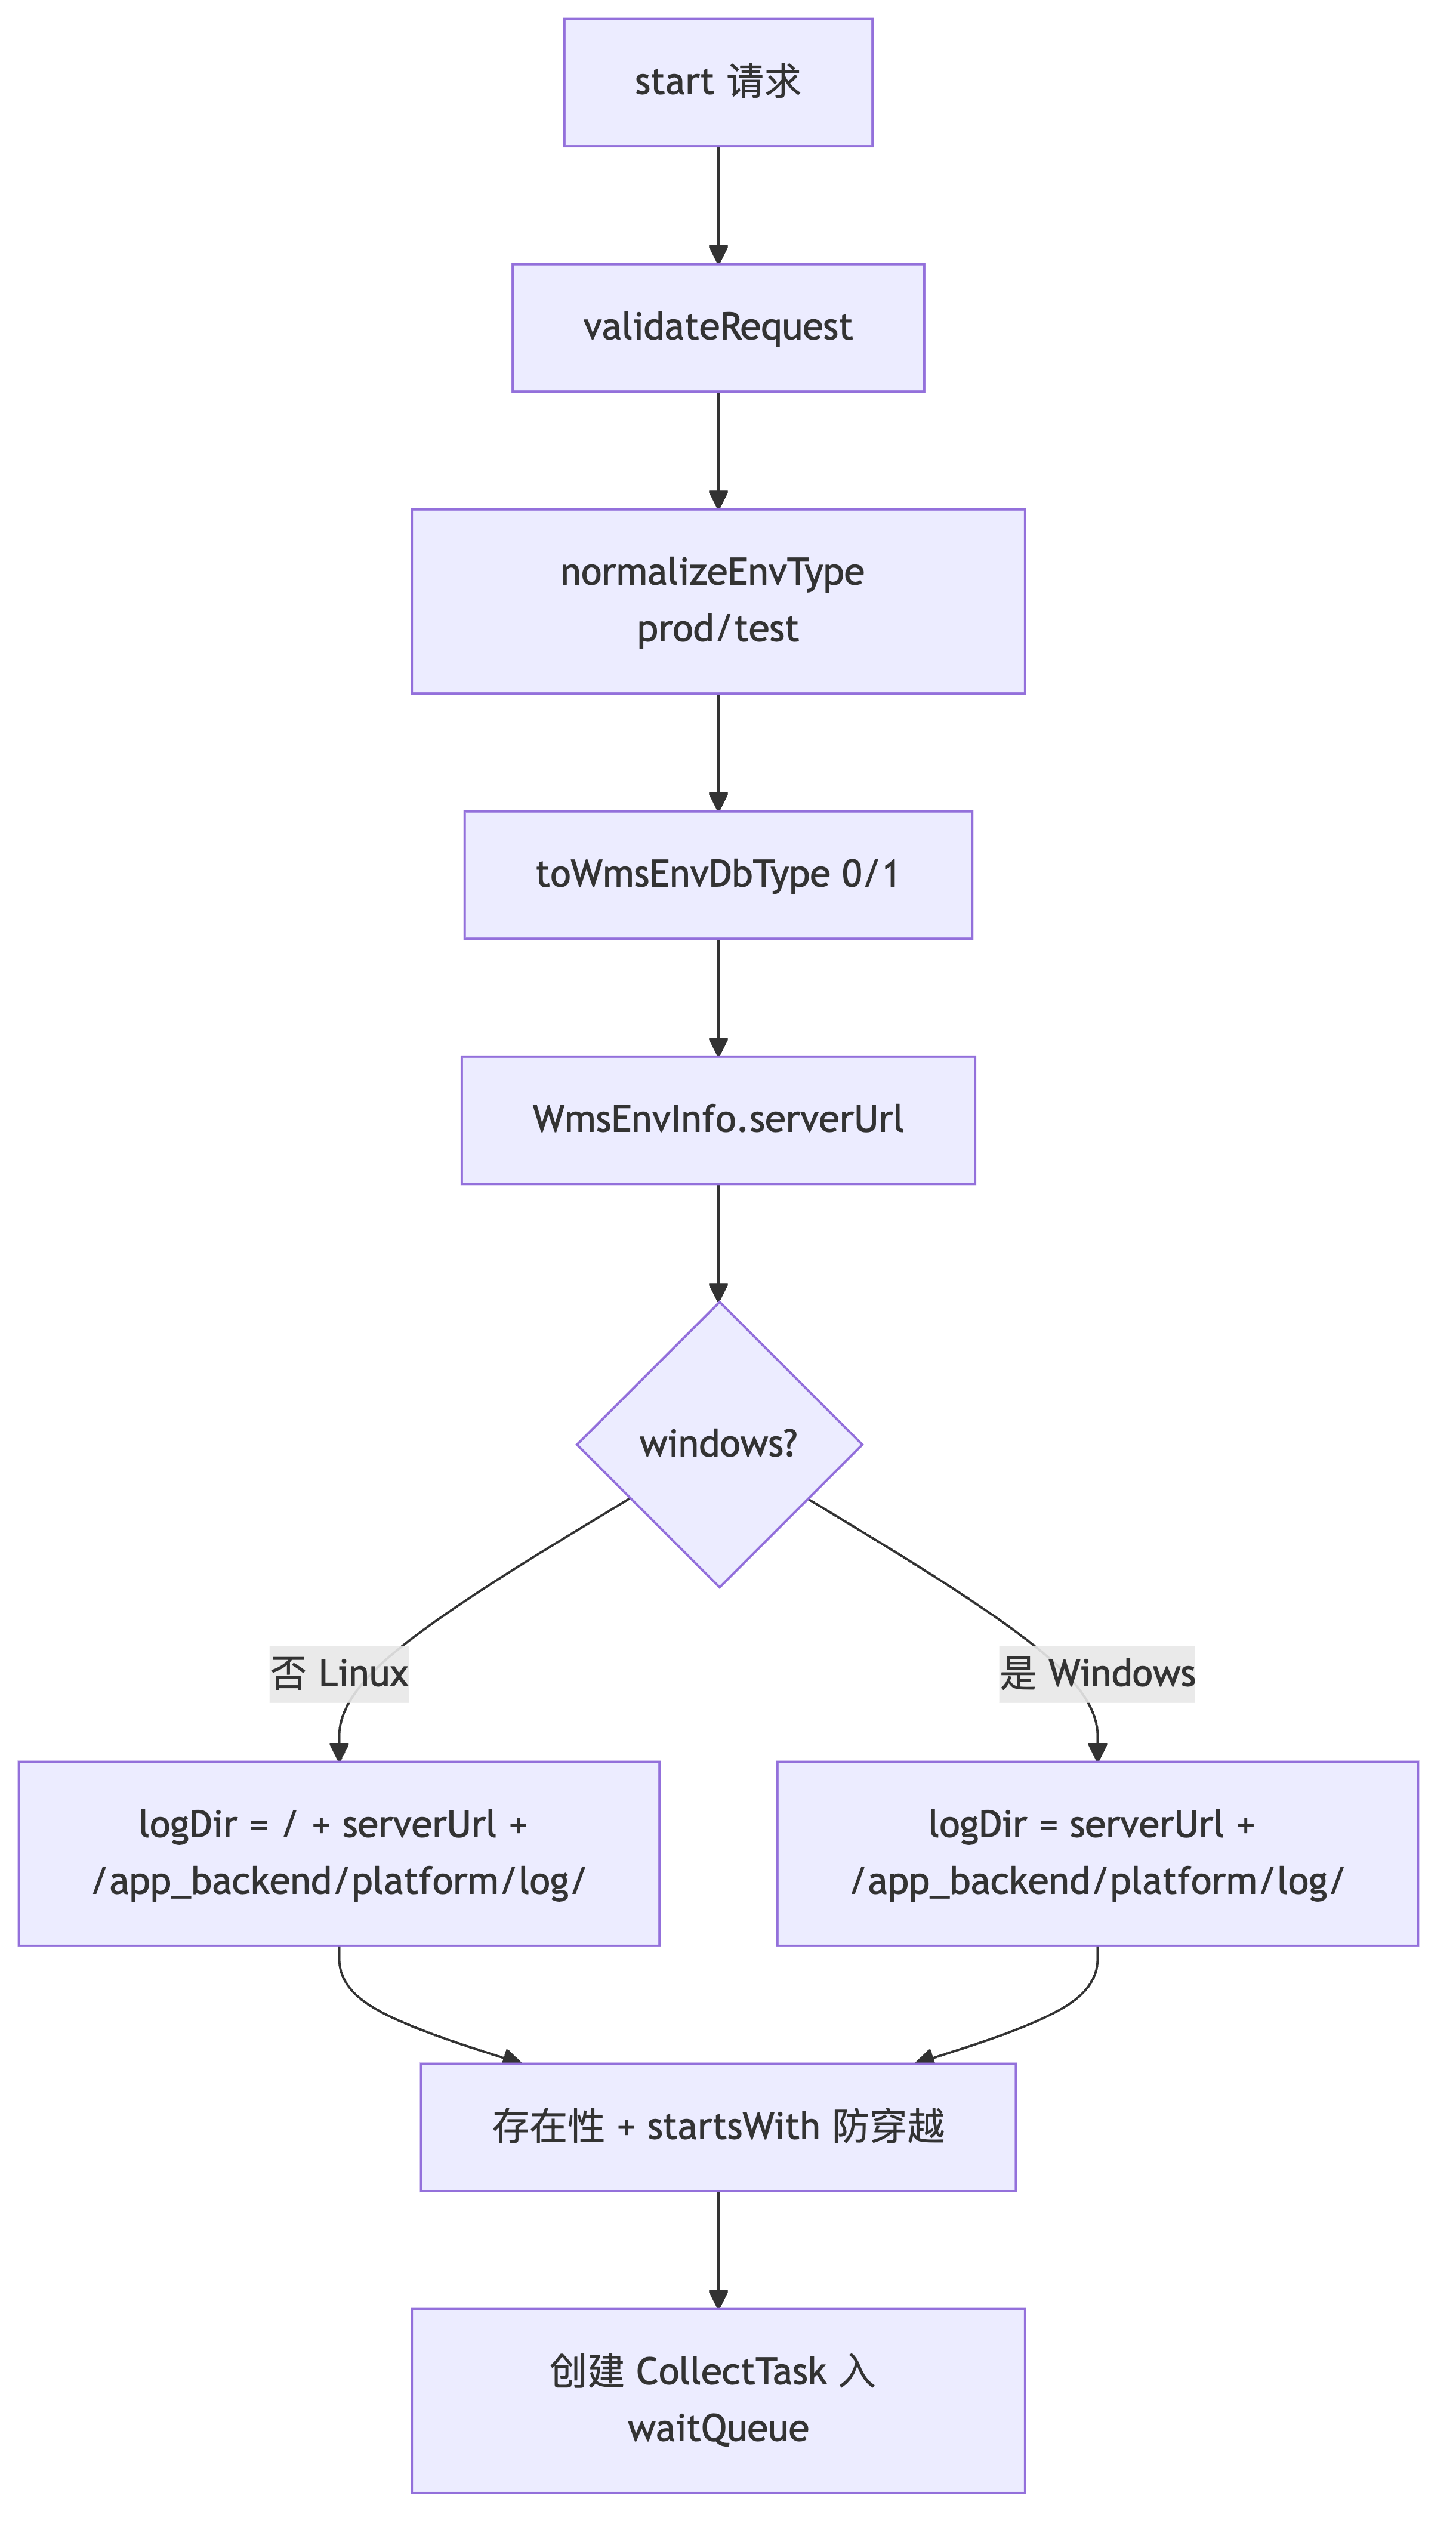 start 请求
validateRequest
normalizeEnvType
prod/test
toWmsEnvDbType 0/1
WmsEnvInfo.serverUrl
windows?
否 Linux
是 Windows
logDir = / + serverUrl +
/app_backend/platform/log/
logDir = serverUrl +
/app_backend/platform/log/
存在性 + startsWith 防穿越
创建 CollectTask 入
waitQueue